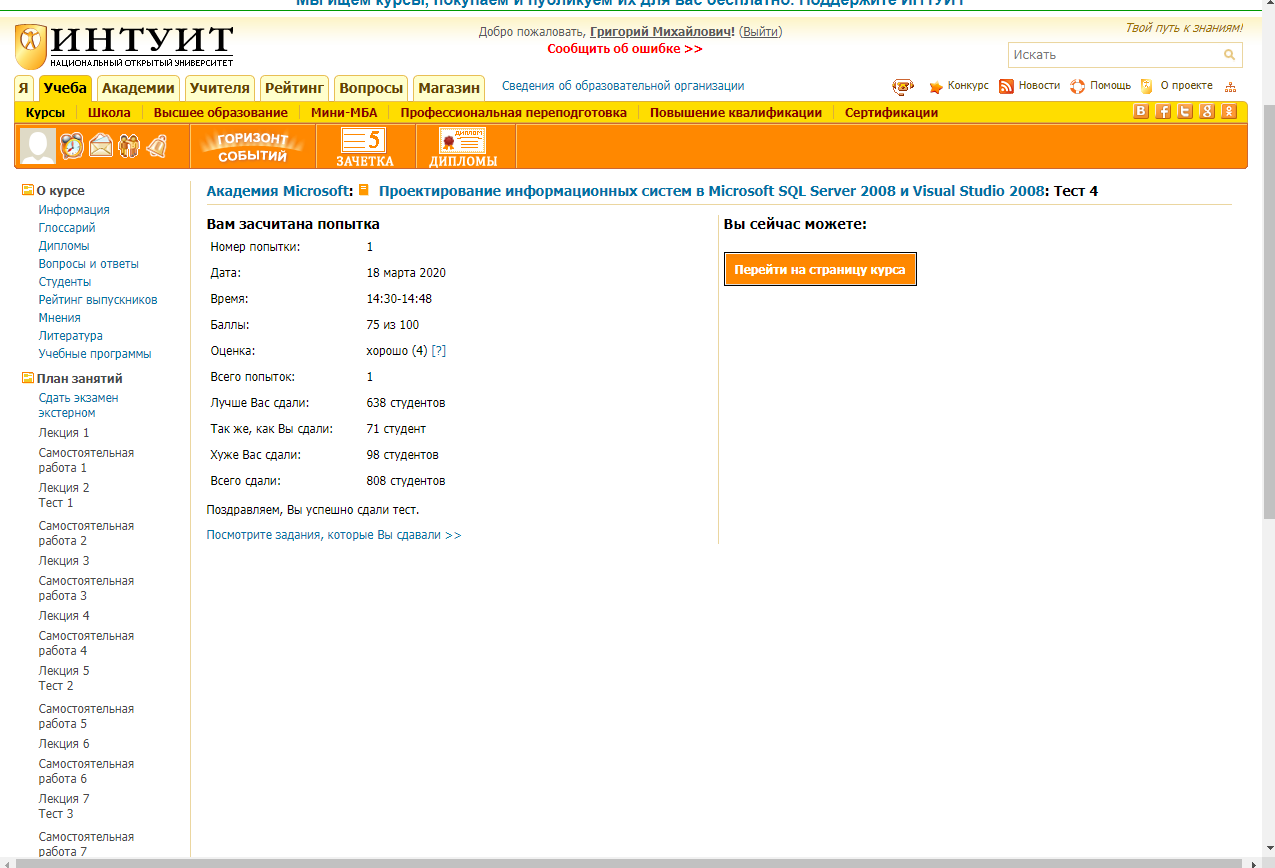 Мы ищем курсы, покупаем и публикуем их для вас бесплатно. Поддержите ИНТУИТ
ИНТУИТ
НАЦИОНАЛЬНЫЙ ОТКРЫТЫЙ УНИВЕРСИТЕТ
Добро пожаловать, Григорий Михайлович! (Выйти)
Сообщить об ошибке >>
Твой путь к знаниям!
Искать
Я Учеба Академии Учителя Рейтинг Вопросы Магазин
Сведения об образовательной организации
Конкурс Новости Помощь О проекте
Курсы Школа Высшее образование Мини-МБА Профессиональная переподготовка Повышение квалификации Сертификации
ГОРИЗОНТ
СОБЫТИЙ
5
ЗАЧЕТКА
ДИПЛОМ
ДИПЛОМЫ
О курсе
Информация
Глоссарий
Дипломы
Вопросы и ответы
Студенты
Рейтинг выпускников
Мнения
Литература
Учебные программы
План занятий
Сдать экзамен
экстерном
Лекция 1
Самостоятельная
работа 1
Лекция 2
Тест 1
Самостоятельная
работа 2
Лекция 3
Самостоятельная
работа 3
Лекция 4
Самостоятельная
работа 4
Лекция 5
Тест 2
Самостоятельная
работа 5
Лекция 6
Самостоятельная
работа 6
Лекция 7
Тест 3
Самостоятельная
работа 7
Академия Microsoft: Проектирование информационных систем в Microsoft SQL Server 2008 и Visual Studio 2008: Тест 4
Вам засчитана попытка
Номер попытки: 1
Дата: 18 марта 2020
Время: 14:30-14:48
Баллы: 75 из 100
Оценка: хорошо (4) [?]
Всего попыток: 1
Лучше Вас сдали: 638 студентов
Так же, как Вы сдали: 71 студент
Хуже Вас сдали: 98 студентов
Всего сдали: 808 студентов
Поздравляем, Вы успешно сдали тест.
Посмотрите задания, которые Вы сдавали >>
Вы сейчас можете:
Перейти на страницу курса